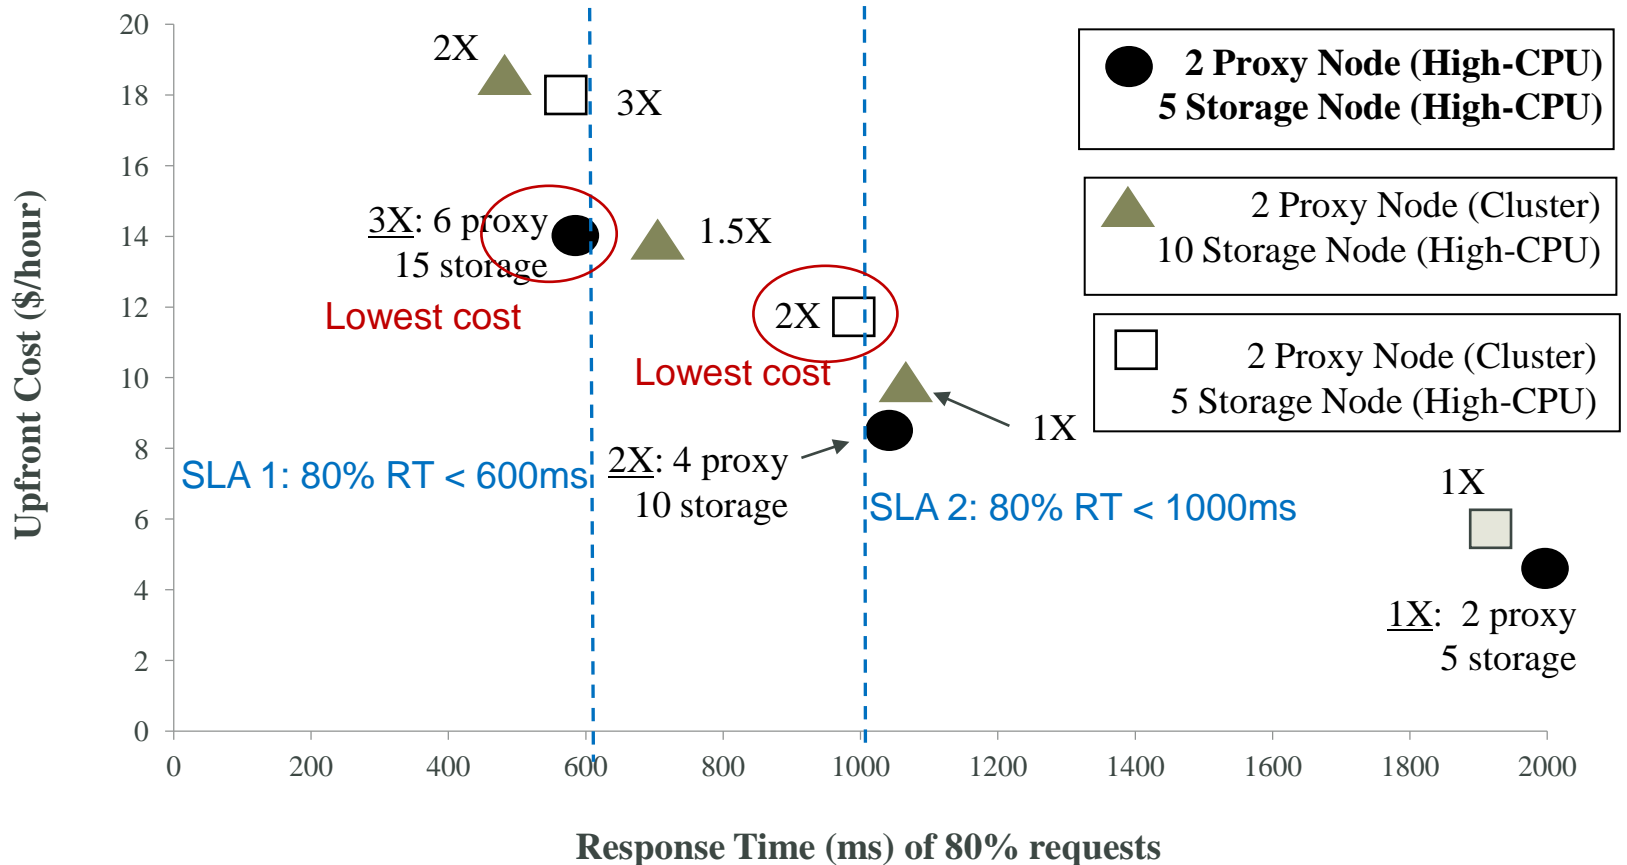 Upfront Cost ($/hour)
20
18
16
14
12
10
8
6
4
2
0
2X
3X
3X: 6 proxy
15 storage
1.5X
Lowest cost
2X
Lowest cost
1X
2X: 4 proxy
10 storage
SLA 1: 80% RT < 600ms
SLA 2: 80% RT < 1000ms
1X
1X: 2 proxy
5 storage
2 Proxy Node (High-CPU)
5 Storage Node (High-CPU)
2 Proxy Node (Cluster)
10 Storage Node (High-CPU)
2 Proxy Node (Cluster)
5 Storage Node (High-CPU)
0 200 400 600 800 1000 1200 1400 1600 1800 2000
Response Time (ms) of 80% requests